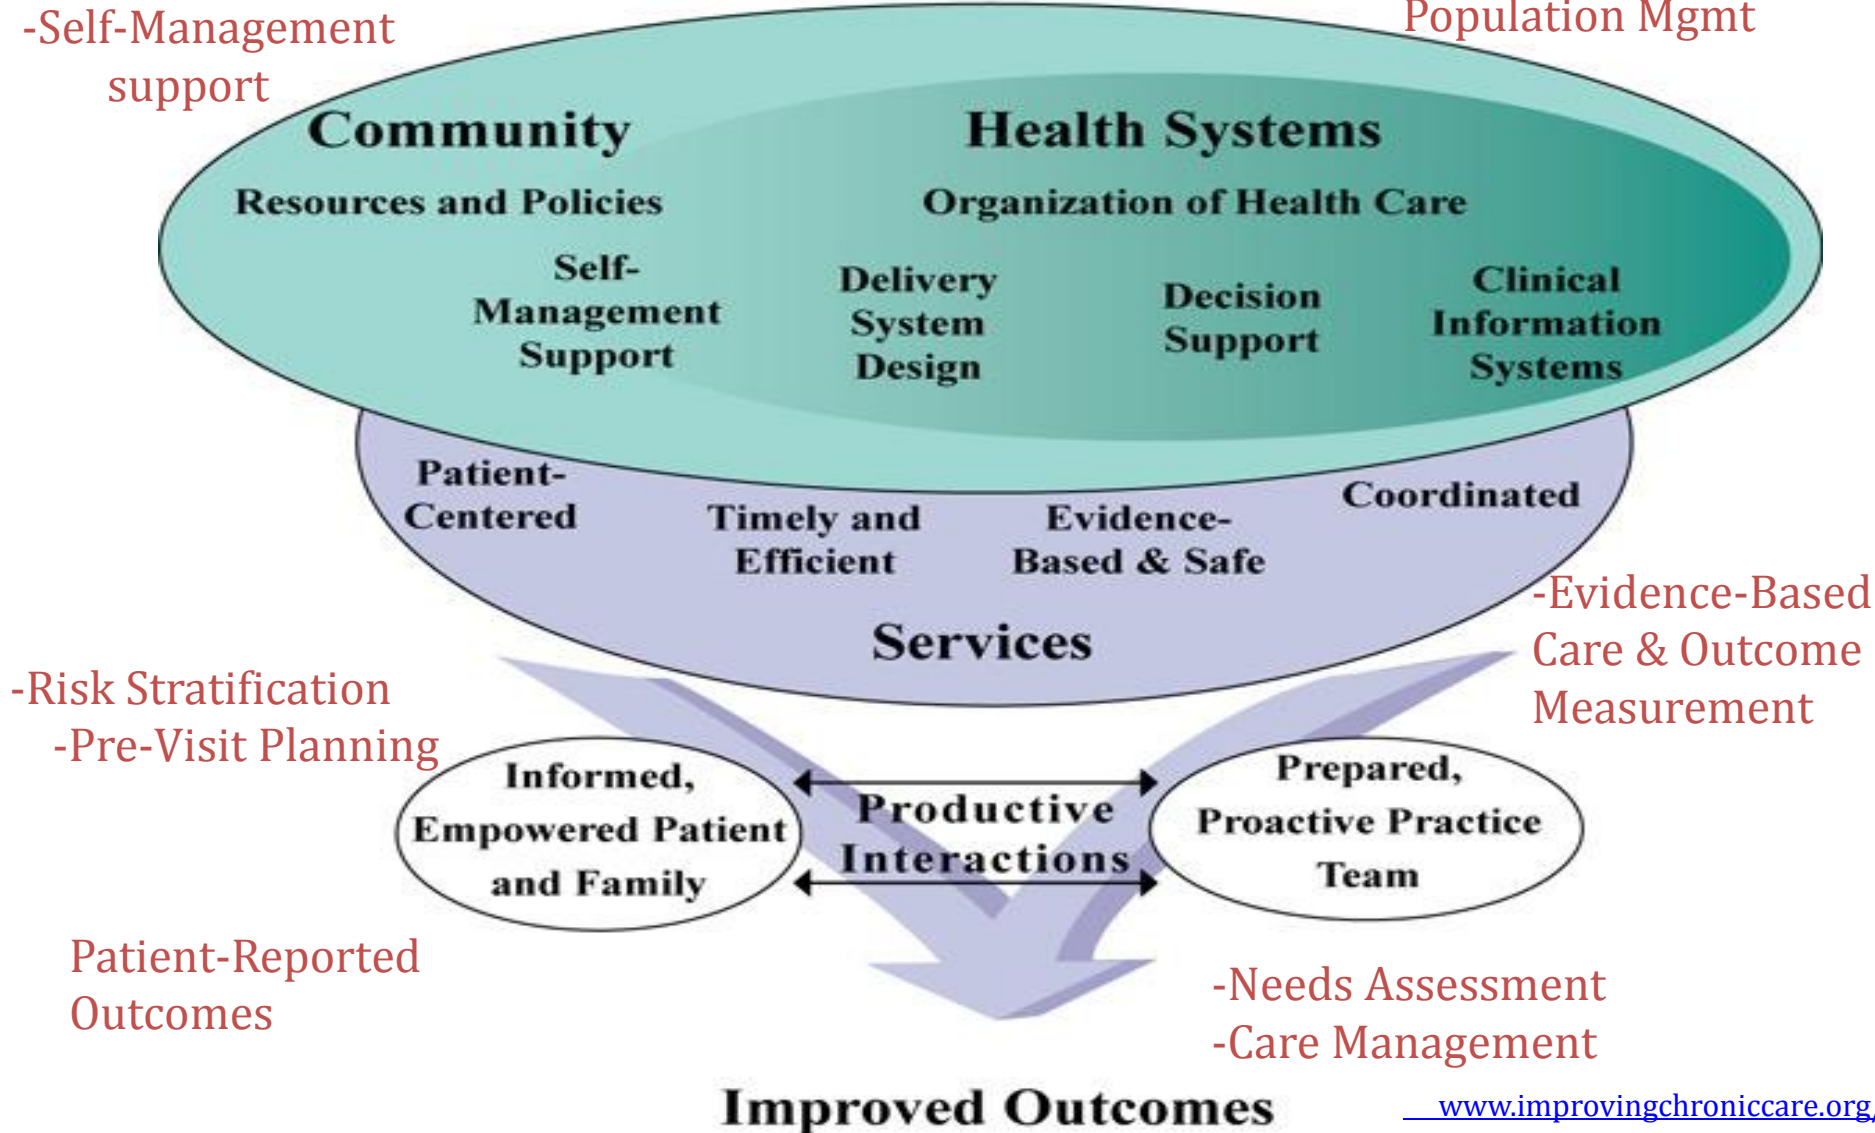 -Self-Management
support
Population Mgmt
Community
Health Systems
Resources and Policies
Organization of Health Care
Self-
Management
Support
Delivery
System
Design
Decision
Support
Clinical
Information
Systems
Patient-
Centered
Timely and
Efficient
Evidence-
Based & Safe
Coordinated
Services
-Evidence-Based
Care & Outcome
Measurement
-Risk Stratification
-Pre-Visit Planning
Informed,
Empowered Patient
and Family
Productive
Interactions
Prepared,
Proactive Practice
Team
Patient-Reported
Outcomes
-Needs Assessment
-Care Management
Improved Outcomes
www.improvingchroniccare.org/